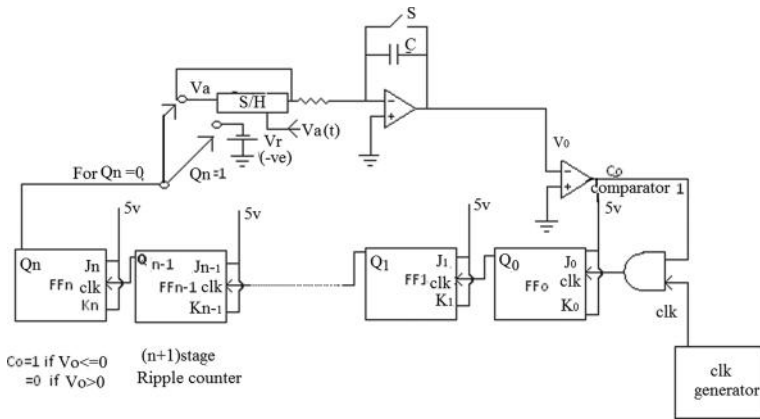 S
C
Va
S/H
Va(t)
Vr
(-ve)
For Qn =0
Qn=1
V0
Co
comparator 1
5v
5v
5v
5v
Qn
Jn
FFn
clk
Kn
Q n-1
Jn-1
FFn-1 clk
Kn-1
Q1
J1
FF1
clk
K1
Q0
J0
clk
FFo
K0
clk
clk
generator
Co=1 if Vo<=0
=0 if Vo>0
(n+1)stage
Ripple counter